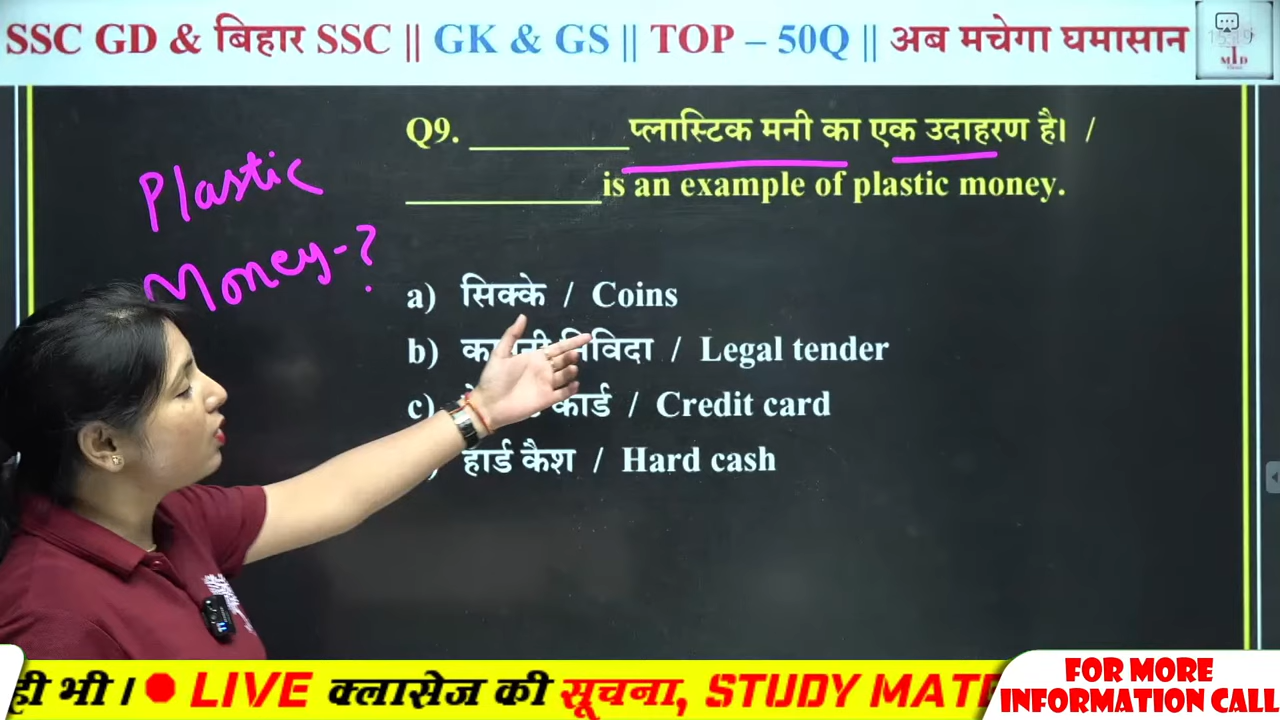 SSC GD & बिहार SSC || GK & GS || TOP – 50Q || अब मचेगा घमासान
Q9. __________ प्लास्टिक मनी का एक उदाहरण है। /
____________ is an example of plastic money.
Plastic
Money-?
a) सिक्के / Coins
b) / Legal tender
c) कार्ड / Credit card
हार्ड कैश / Hard cash
ही भी। LIVE क्लासेज की सूचना, STUDY
FOR MORE
INFORMATION CALL